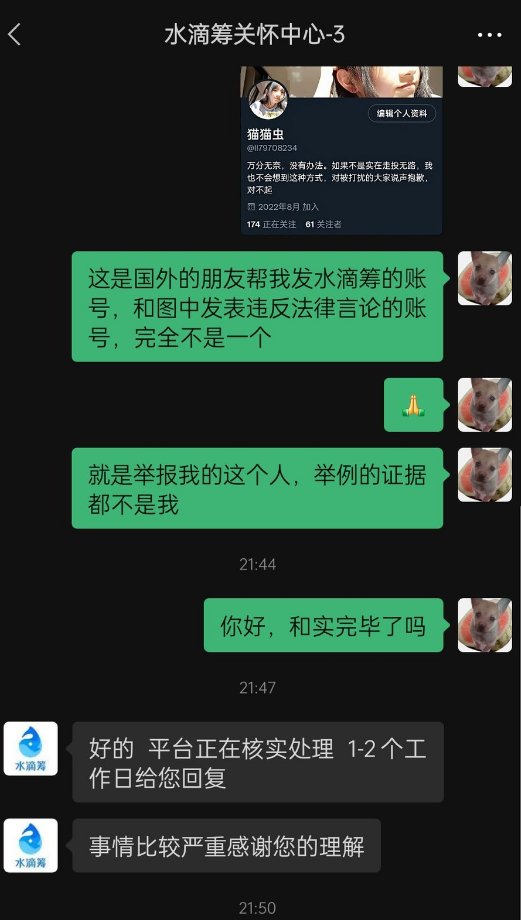 水滴筹关怀中心-3
编辑个人资料
猫猫虫
@li79708234
万分无奈，没有办法。如果不是实在走投无路，我
也不会想到这种方式，对被打扰的大家说声抱歉，
对不起
2022年8月 加入
174 正在关注 61 关注者
这是国外的朋友帮我发水滴筹的账
号，和图中发表违反法律言论的账
号，完全不是一个
就是举报我的这个人，举例的证据
都不是我
21:44
你好，和实完毕了吗
21:47
水滴筹
好的 平台正在核实处理 1-2个工
作日给您回复
水滴筹
事情比较严重感谢您的理解
21:50